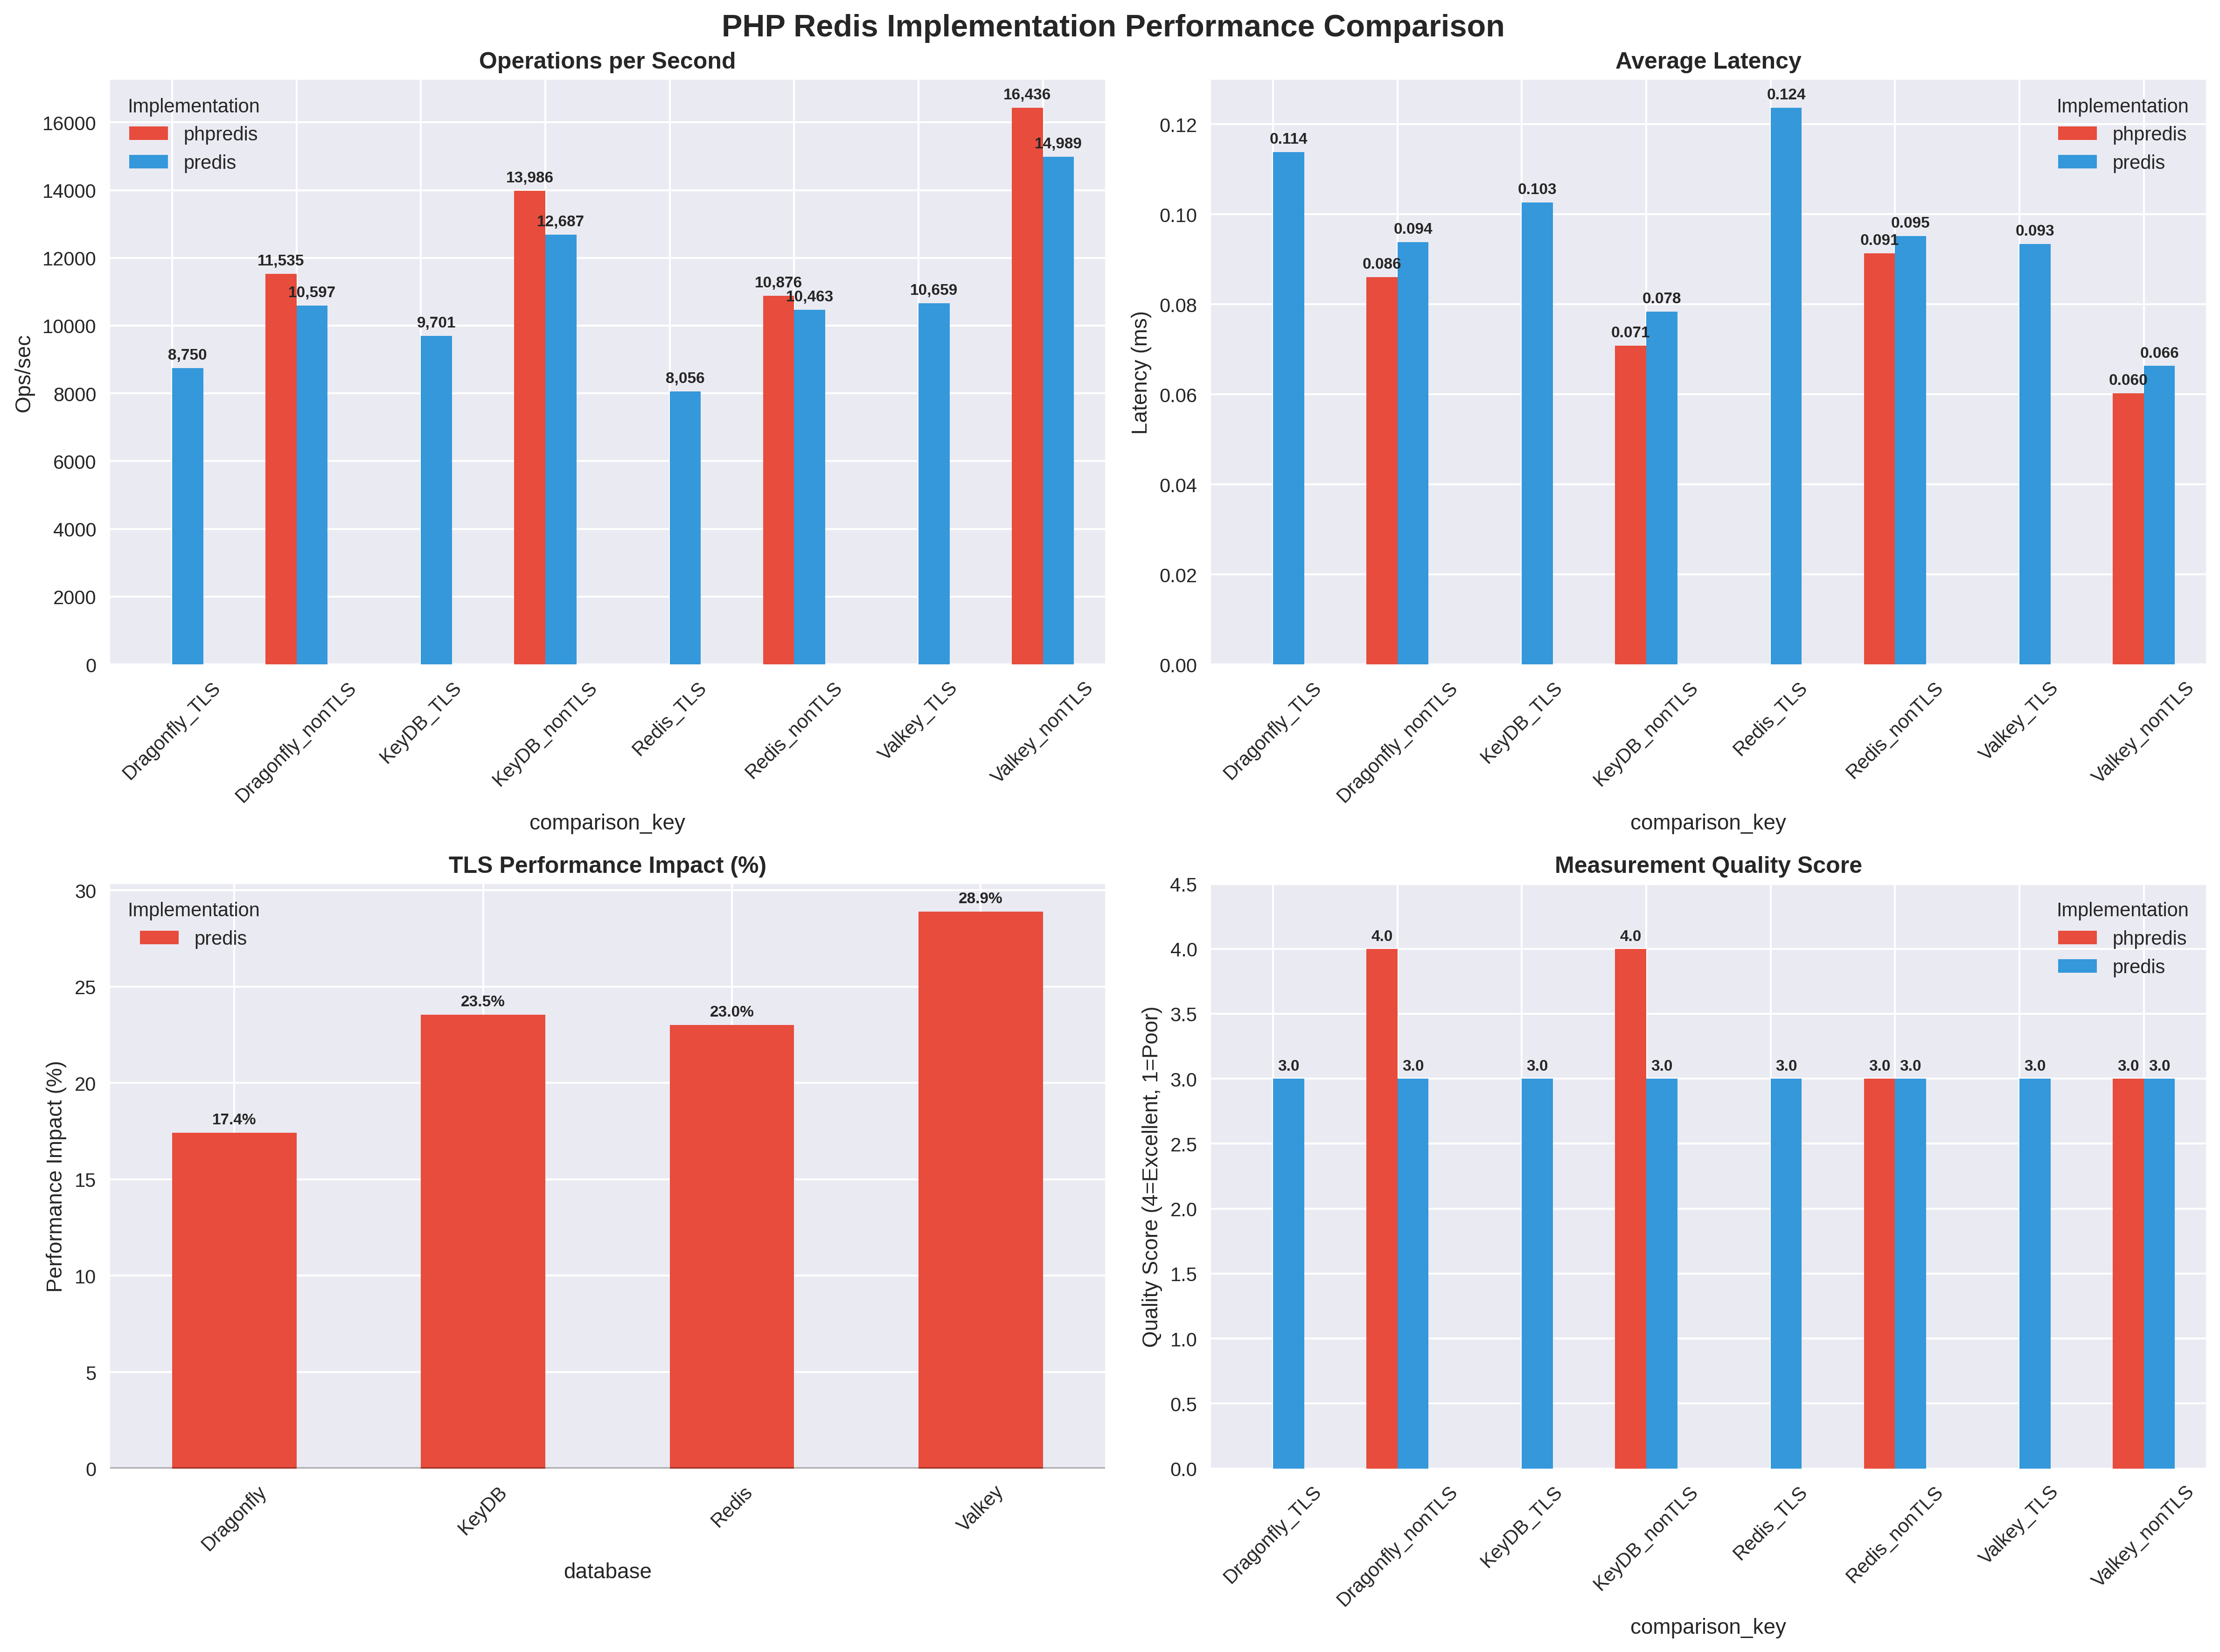 PHP Redis Implementation Performance Comparison
Operations per Second
Implementation
phpredis
predis
Ops/sec
16000
14000
12000
10000
8000
6000
4000
2000
0
8,750
11,535
10,597
9,701
13,986
12,687
8,056
10,876
10,463
10,659
16,436
14,989
Dragonfly_TLS
Dragonfly_nonTLS
KeyDB_TLS
KeyDB_nonTLS
Redis_TLS
Redis_nonTLS
Valkey_TLS
Valkey_nonTLS
comparison_key
Average Latency
Implementation
phpredis
predis
Latency (ms)
0.12
0.10
0.08
0.06
0.04
0.02
0.00
0.114
0.086
0.094
0.103
0.071
0.078
0.124
0.091
0.095
0.093
0.060
0.066
Dragonfly_TLS
Dragonfly_nonTLS
KeyDB_TLS
KeyDB_nonTLS
Redis_TLS
Redis_nonTLS
Valkey_TLS
Valkey_nonTLS
comparison_key
TLS Performance Impact (%)
Implementation
predis
Performance Impact (%)
30
25
20
15
10
5
0
17.4%
23.5%
23.0%
28.9%
Dragonfly
KeyDB
Redis
Valkey
database
Measurement Quality Score
Implementation
phpredis
predis
Quality Score (4=Excellent, 1=Poor)
4.5
4.0
3.5
3.0
2.5
2.0
1.5
1.0
0.5
0.0
3.0
4.0
3.0
3.0
4.0
3.0
3.0
3.0
3.0
3.0
3.0
3.0
Dragonfly_TLS
Dragonfly_nonTLS
KeyDB_TLS
KeyDB_nonTLS
Redis_TLS
Redis_nonTLS
Valkey_TLS
Valkey_nonTLS
comparison_key